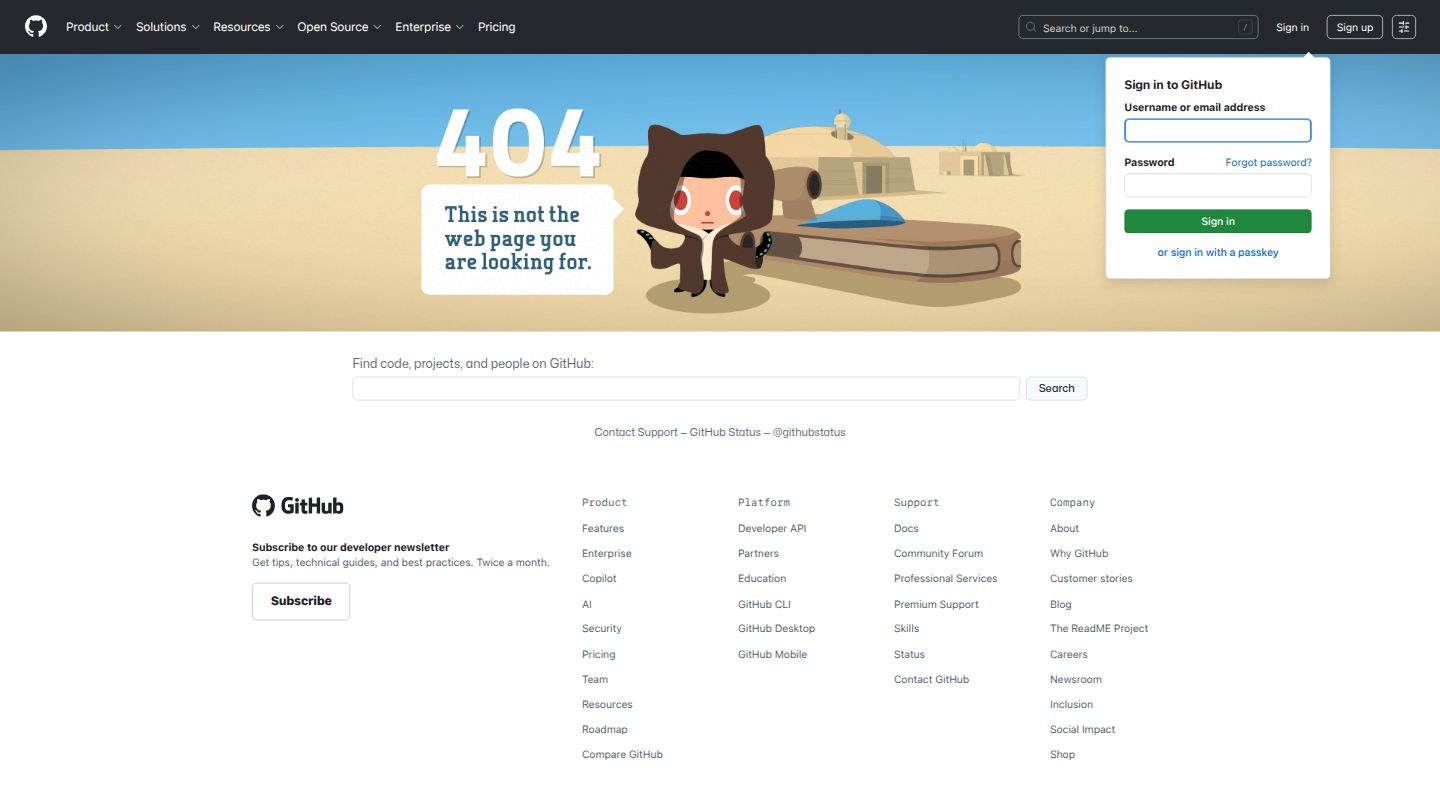 Product
Solutions
Resources
Open Source
Enterprise
Pricing
Search or jump to...
/
Sign in
Sign up
Sign in to GitHub
Username or email address
Password
Forgot password?
Sign in
or sign in with a passkey
404
This is not the
web page you
are looking for.
Find code, projects, and people on GitHub:
Search
Contact Support — GitHub Status — @githubstatus
GitHub
Subscribe to our developer newsletter
Get tips, technical guides, and best practices. Twice a month.
Subscribe
Product
Features
Enterprise
Copilot
AI
Security
Pricing
Team
Resources
Roadmap
Compare GitHub
Platform
Developer API
Partners
Education
GitHub CLI
GitHub Desktop
GitHub Mobile
Support
Docs
Community Forum
Professional Services
Premium Support
Skills
Status
Contact GitHub
Company
About
Why GitHub
Customer stories
Blog
The ReadME Project
Careers
Newsroom
Inclusion
Social Impact
Shop